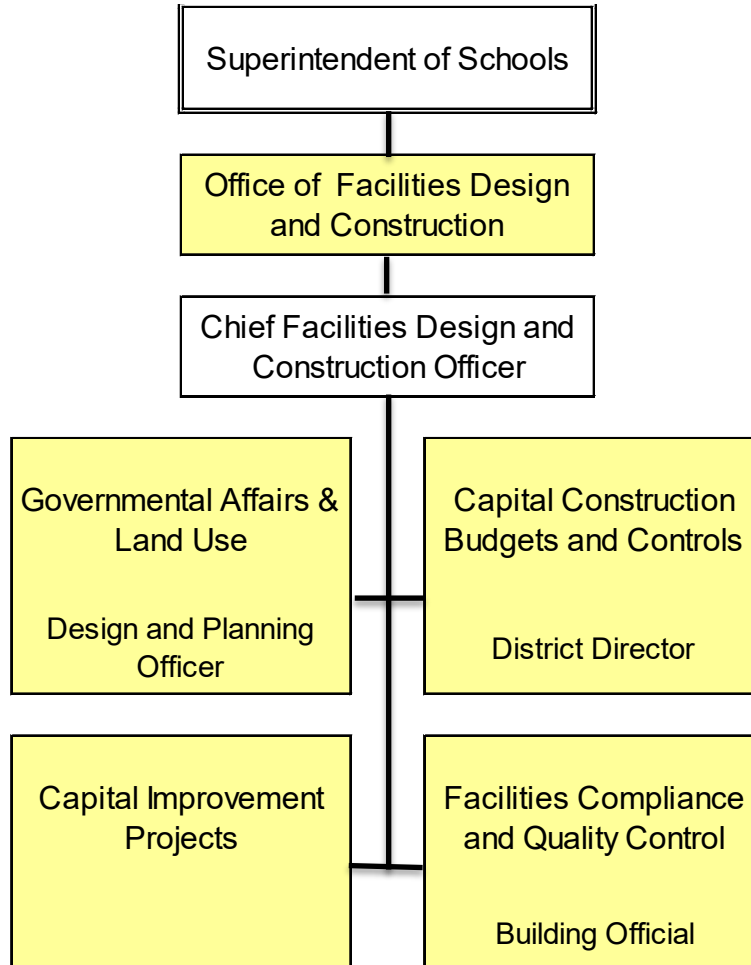 Superintendent of Schools
Office of  Facilities Design
and Construction
Chief Facilities Design and
Construction Officer
Governmental Affairs &
Land Use
Design and Planning
Officer
Capital Construction
Budgets and Controls
District Director
Capital Improvement
Projects
Facilities Compliance
and Quality Control
Building Official